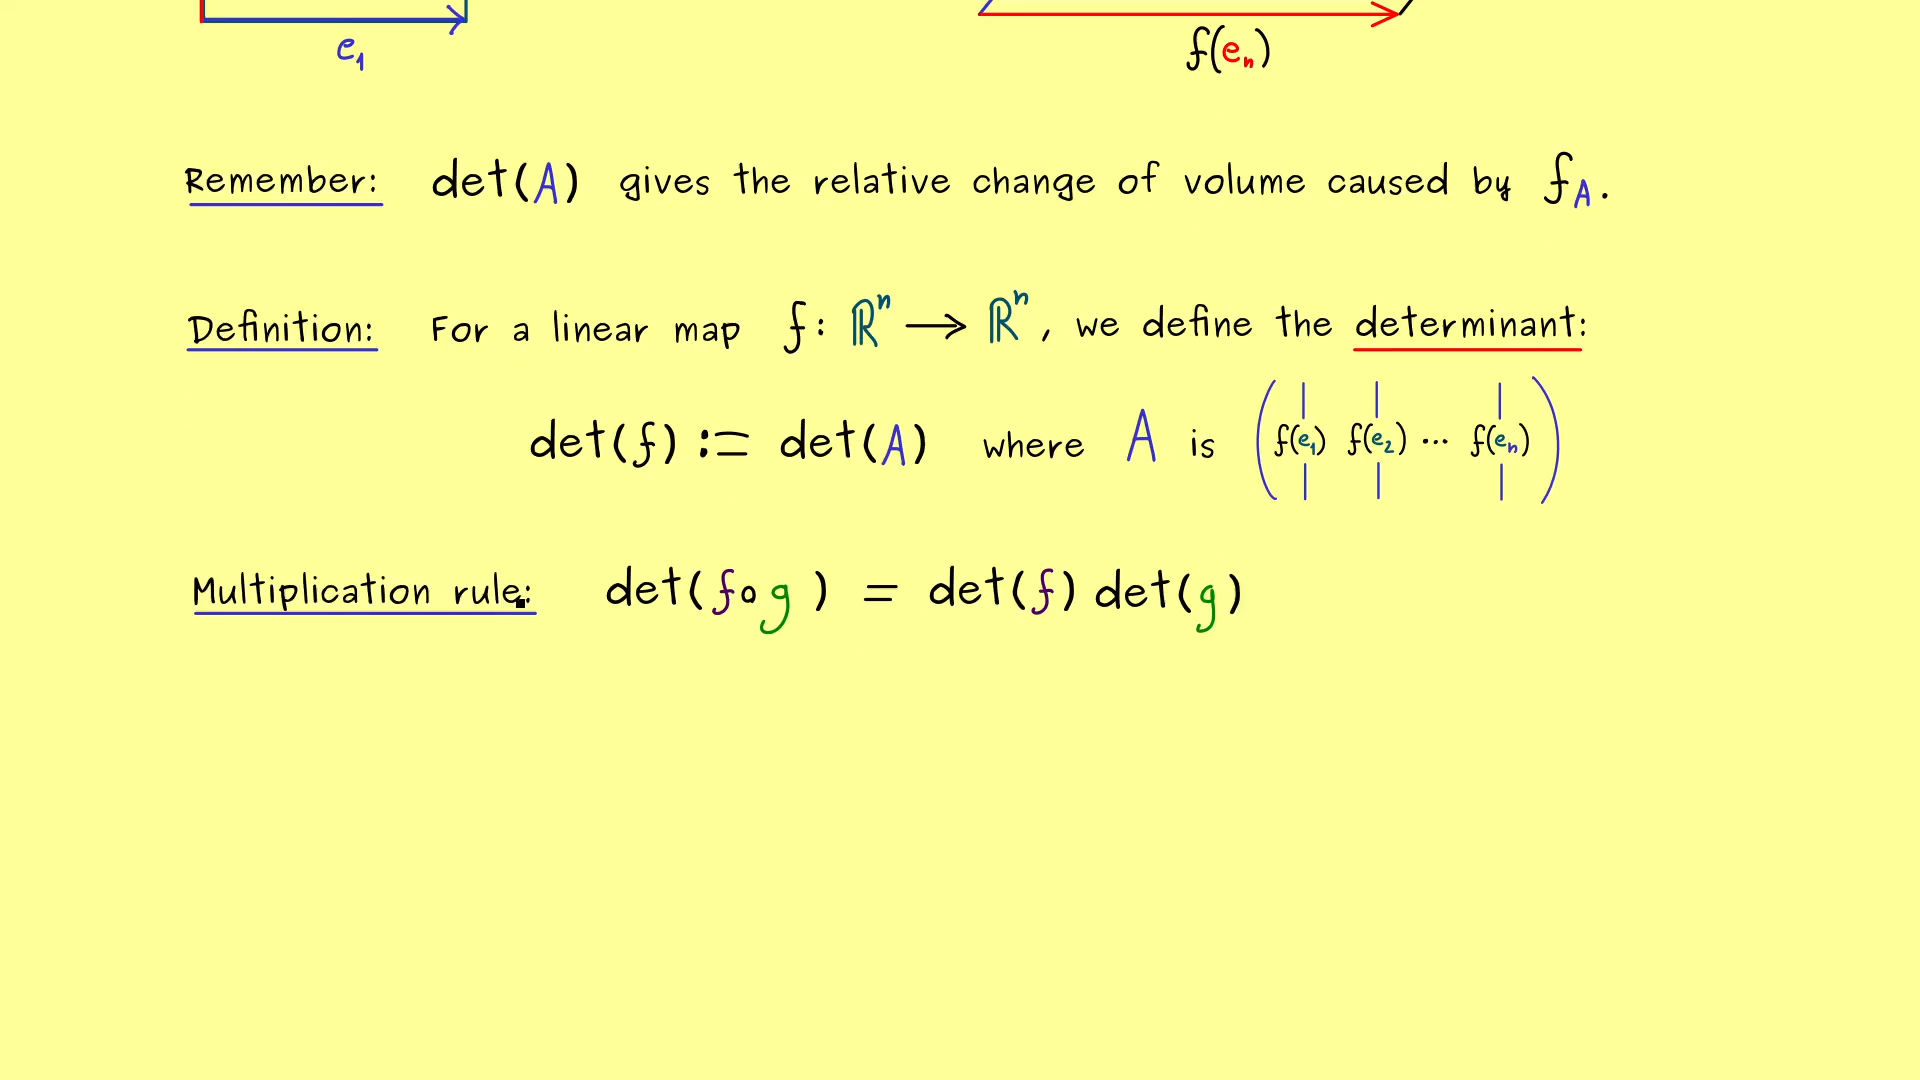 e₁ f(eₙ)
Remember: det(A) gives the relative change of volume caused by f_A.
Definition: For a linear map f: ℝⁿ ⟶ ℝⁿ, we define the determinant:
det(f) := det(A) where A is ( f(e₁) f(e₂) ··· f(eₙ) )
Multiplication rule: det(f∘g) = det(f) det(g)